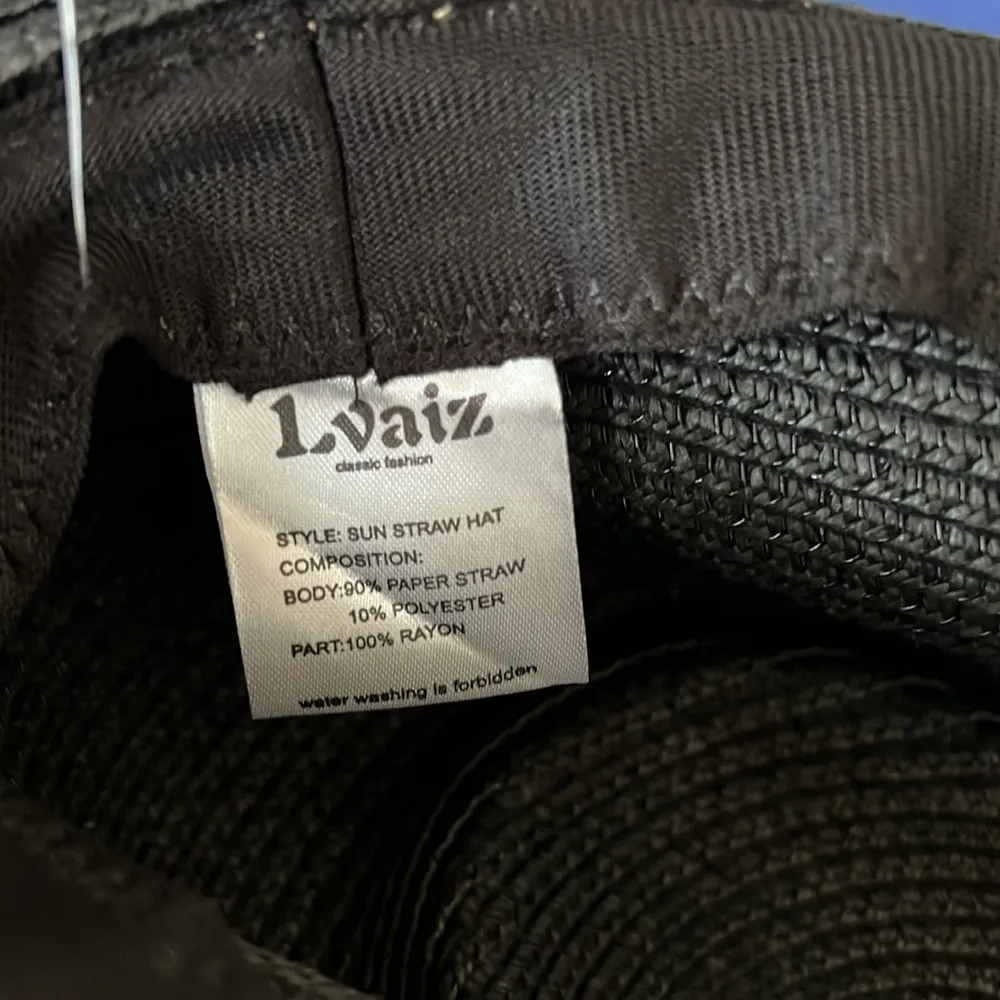 Lvaiz
classic fashion
STYLE: SUN STRAW HAT
COMPOSITION:
BODY:90% PAPER STRAW
10% POLYESTER
PART:100% RAYON
water washing is forbidden